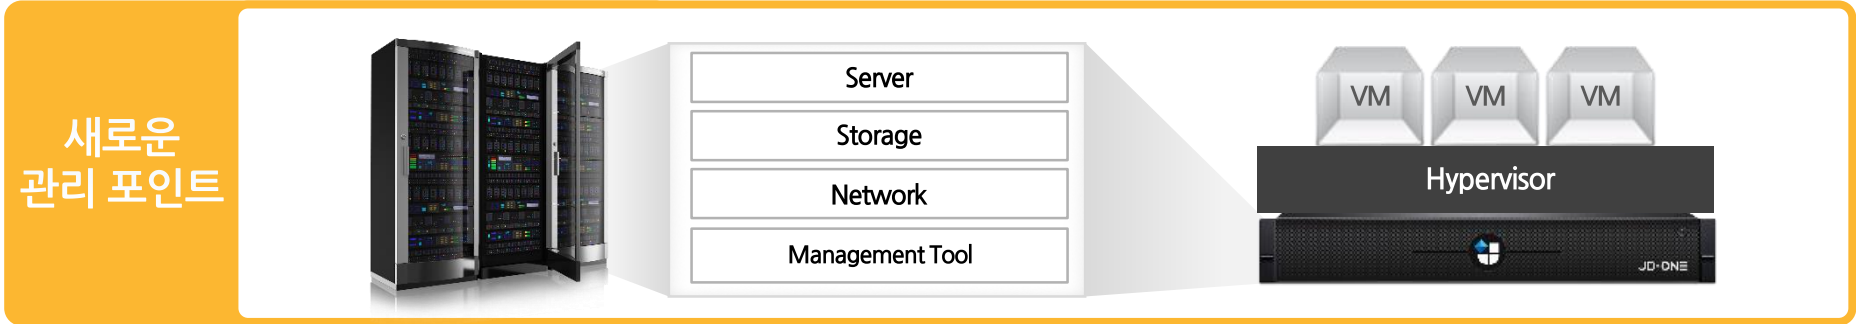 새로운
관리 포인트
Server
Storage
Network
Management Tool
VM VM VM
Hypervisor
JD-ONE